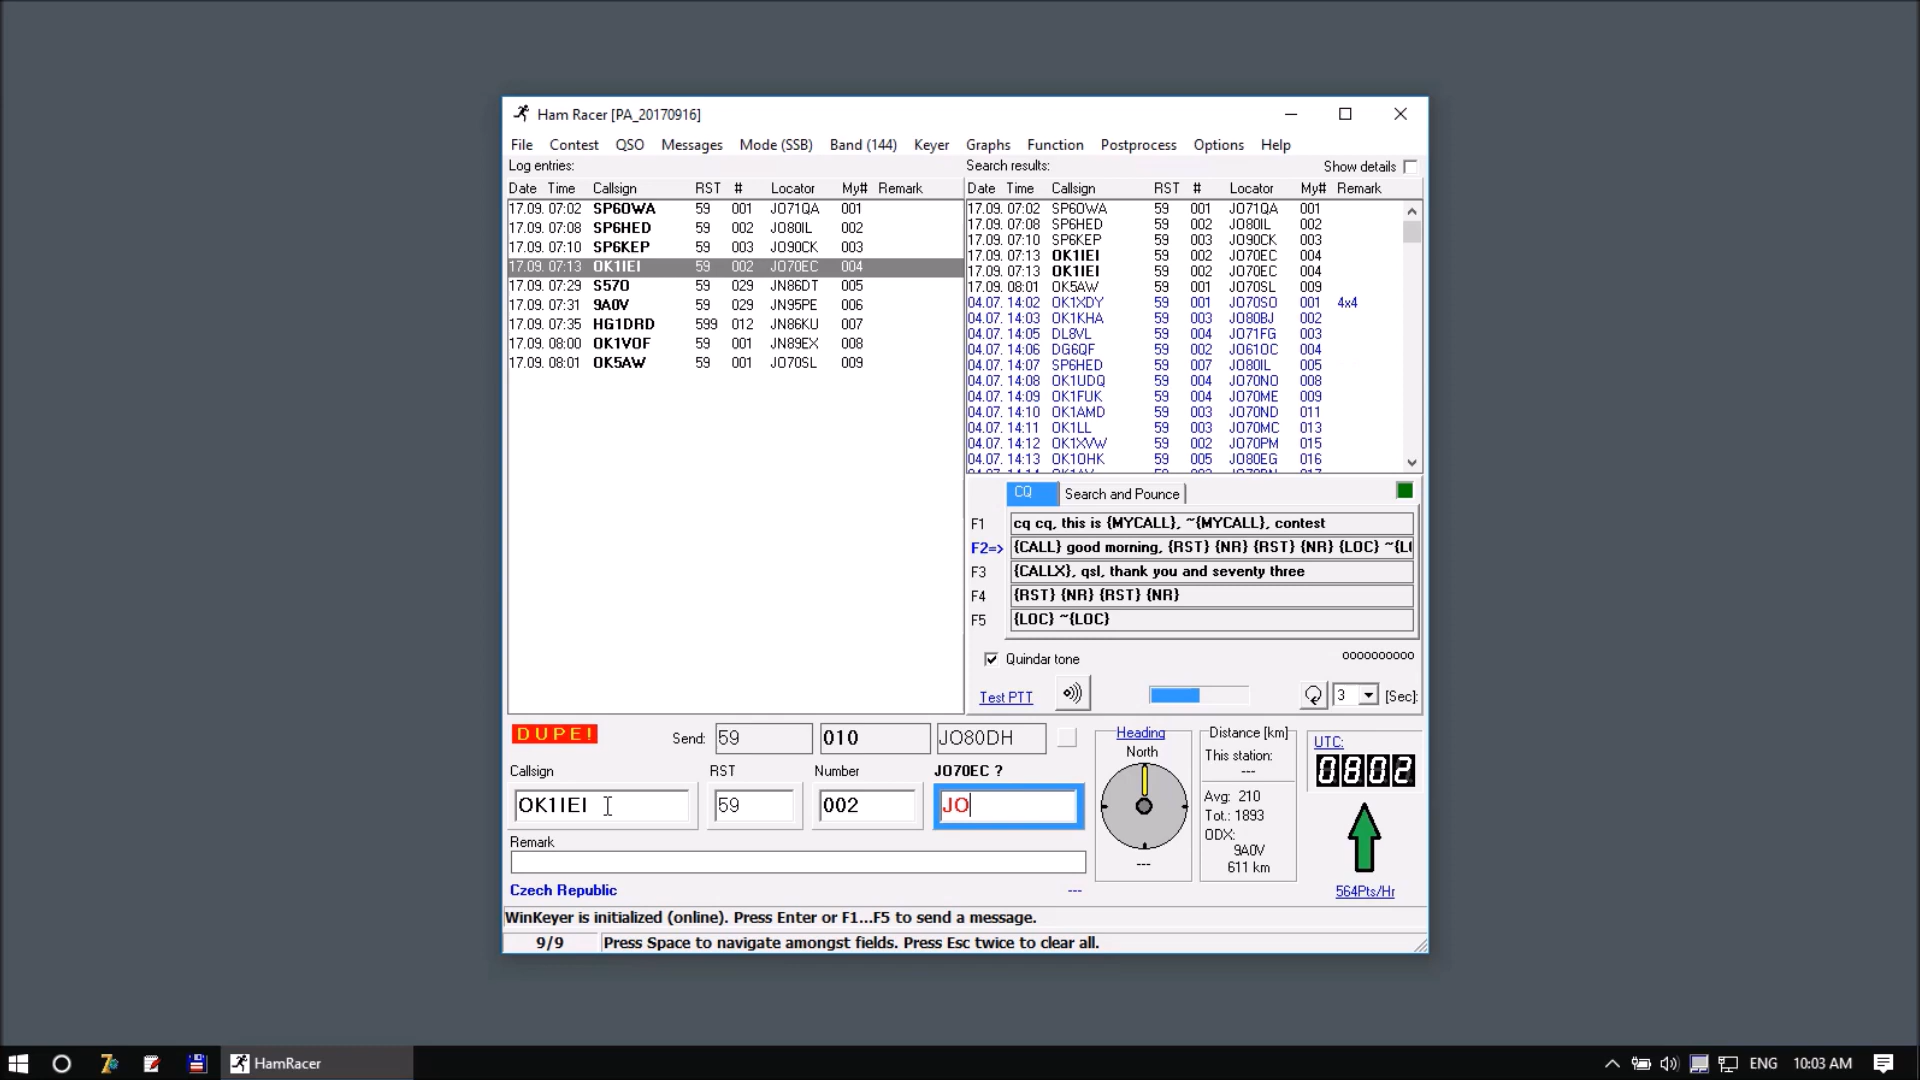 Ham Racer [PA_20170916]
File Contest QSO Messages Mode (SSB) Band (144) Keyer Graphs Function Postprocess Options Help
Log entries:
Date Time Callsign RST # Locator My# Remark
17.09. 07:02 SP6OWA 59 001 JO71QA 001
17.09. 07:08 SP6HED 59 002 JO80IL 002
17.09. 07:10 SP6KEP 59 003 JO90CK 003
17.09. 07:13 OK1IEI 59 002 JO70EC 004
17.09. 07:29 S57O 59 029 JN86DT 005
17.09. 07:31 9A0V 59 029 JN95PE 006
17.09. 07:35 HG1DRD 599 012 JN86KU 007
17.09. 08:00 OK1VOF 59 001 JN89EX 008
17.09. 08:01 OK5AW 59 001 JO70SL 009
Search results:
Show details
Date Time Callsign RST # Locator My# Remark
17.09. 07:02 SP6OWA 59 001 JO71QA 001
17.09. 07:08 SP6HED 59 002 JO80IL 002
17.09. 07:10 SP6KEP 59 003 JO90CK 003
17.09. 07:13 OK1IEI 59 002 JO70EC 004
17.09. 07:13 OK1IEI 59 002 JO70EC 004
17.09. 08:01 OK5AW 59 001 JO70SL 009
04.07. 14:02 OK1XDY 59 001 JO70SO 001 4x4
04.07. 14:03 OK1KHA 59 003 JO80BJ 002
04.07. 14:05 DL8VL 59 004 JO71FG 003
04.07. 14:06 DG6QF 59 002 JO61OC 004
04.07. 14:07 SP6HED 59 007 JO80IL 005
04.07. 14:08 OK1UDQ 59 004 JO70NO 008
04.07. 14:09 OK1FUK 59 004 JO70ME 009
04.07. 14:10 OK1AMD 59 003 JO70ND 011
04.07. 14:11 OK1LL 59 003 JO70MC 013
04.07. 14:12 OK1XVW 59 002 JO70PM 015
04.07. 14:13 OK1OHK 59 005 JO80EG 016
CQ Search and Pounce
F1 cq cq, this is {MYCALL}, ~{MYCALL}, contest
F2=> {CALL} good morning, {RST} {NR} {RST} {NR} {LOC} ~{L
F3 {CALLX}, qsl, thank you and seventy three
F4 {RST} {NR} {RST} {NR}
F5 {LOC} ~{LOC}
Quindar tone
oooooooooo
Test PTT
3 [Sec]:
DUPE!
Send: 59 010 JO80DH
Callsign RST Number JO70EC ?
OK1IEI 59 002 JO
Remark
Czech Republic ---
Heading
North
---
Distance [km]
This station:
---
Avg: 210
Tot.: 1893
ODX:
9A0V
611 km
UTC:
0802
564Pts/Hr
WinKeyer is initialized (online). Press Enter or F1...F5 to send a message.
9/9 Press Space to navigate amongst fields. Press Esc twice to clear all.
HamRacer
ENG 10:03 AM